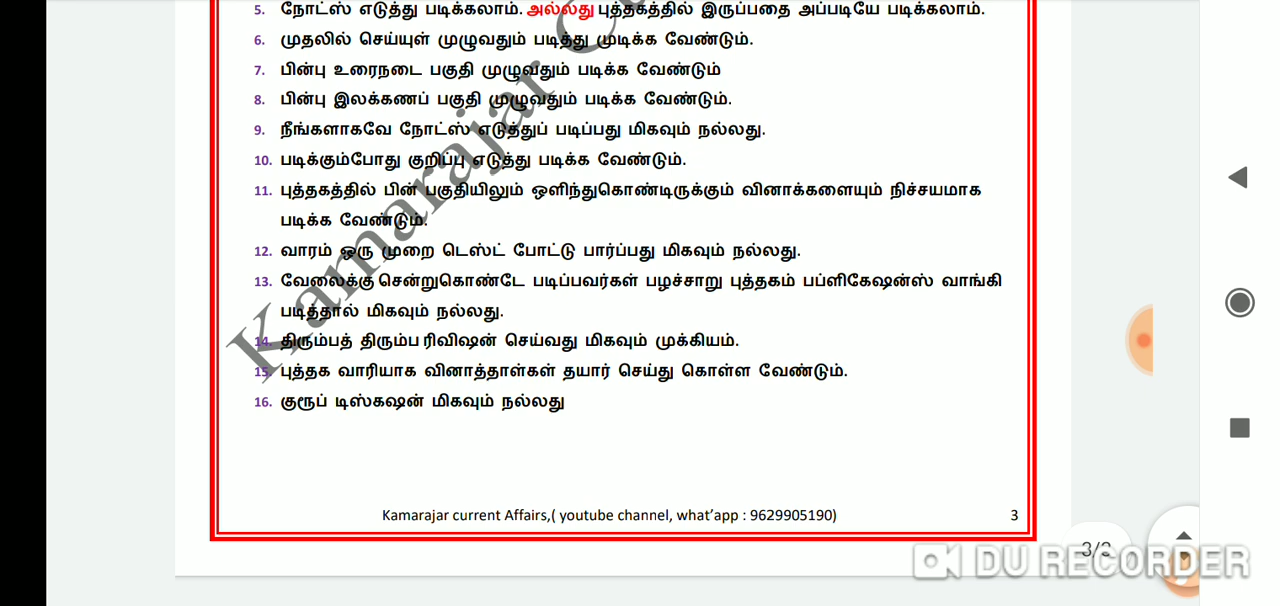 5. நோட்ஸ் எடுத்து படிக்கலாம். அல்லது புத்தகத்தில் இருப்பதை அப்படியே படிக்கலாம்.
6. முதலில் செய்யுள் முழுவதும் படித்து முடிக்க வேண்டும்.
7. பின்பு உரைநடை பகுதி முழுவதும் படிக்க வேண்டும்
8. பின்பு இலக்கணப் பகுதி முழுவதும் படிக்க வேண்டும்.
9. நீங்களாகவே நோட்ஸ் எடுத்துப் படிப்பது மிகவும் நல்லது.
10. படிக்கும்போது குறிப்பு எடுத்து படிக்க வேண்டும்.
11. புத்தகத்தில் பின் பகுதியிலும் ஒளிந்துகொண்டிருக்கும் வினாக்களையும் நிச்சயமாக
படிக்க வேண்டும்.
12. வாரம் ஒரு முறை டெஸ்ட் போட்டு பார்ப்பது மிகவும் நல்லது.
13. வேலைக்கு சென்றுகொண்டே படிப்பவர்கள் பழச்சாறு புத்தகம் பப்ளிகேஷன்ஸ் வாங்கி
படித்தால் மிகவும் நல்லது.
14. திரும்பத் திரும்ப ரிவிஷன் செய்வது மிகவும் முக்கியம்.
15. புத்தக வாரியாக வினாத்தாள்கள் தயார் செய்து கொள்ள வேண்டும்.
16. குரூப் டிஸ்கஷன் மிகவும் நல்லது
Kamarajar
Kamarajar current Affairs,( youtube channel, what’app : 9629905190) 3
3/3
DU RECORDER